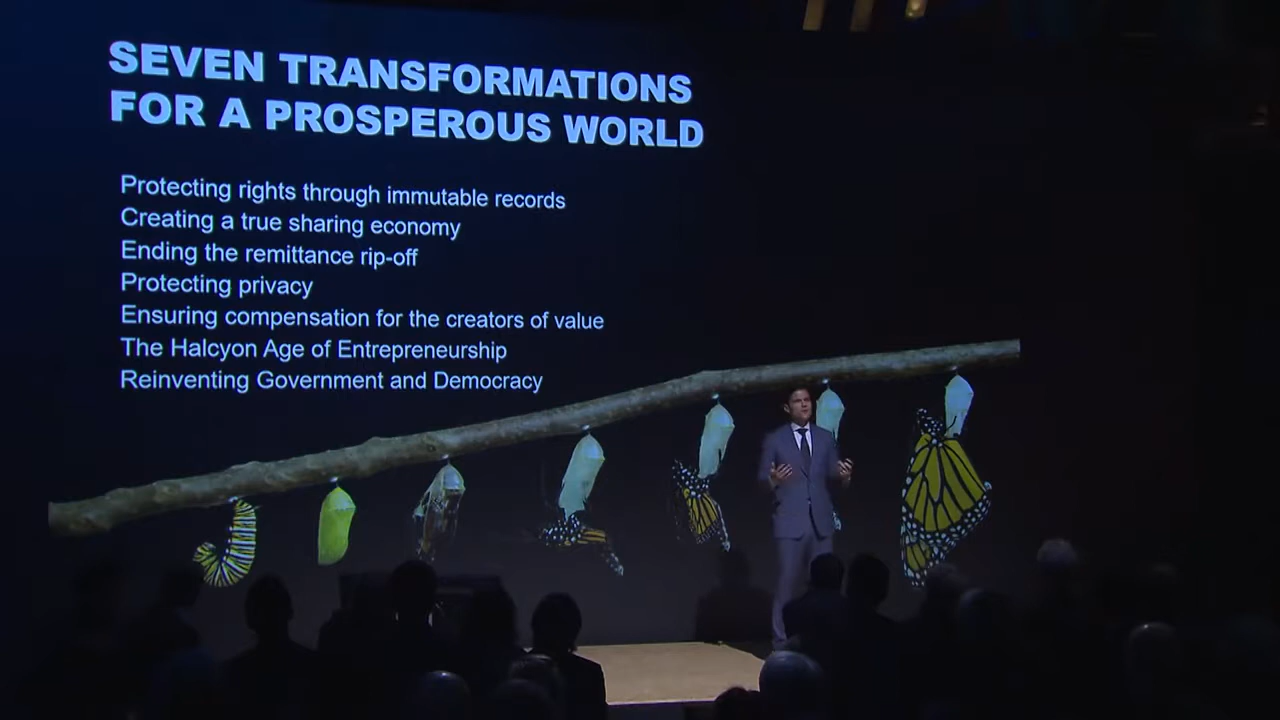 SEVEN TRANSFORMATIONS
FOR A PROSPEROUS WORLD
Protecting rights through immutable records
Creating a true sharing economy
Ending the remittance rip-off
Protecting privacy
Ensuring compensation for the creators of value
The Halcyon Age of Entrepreneurship
Reinventing Government and Democracy